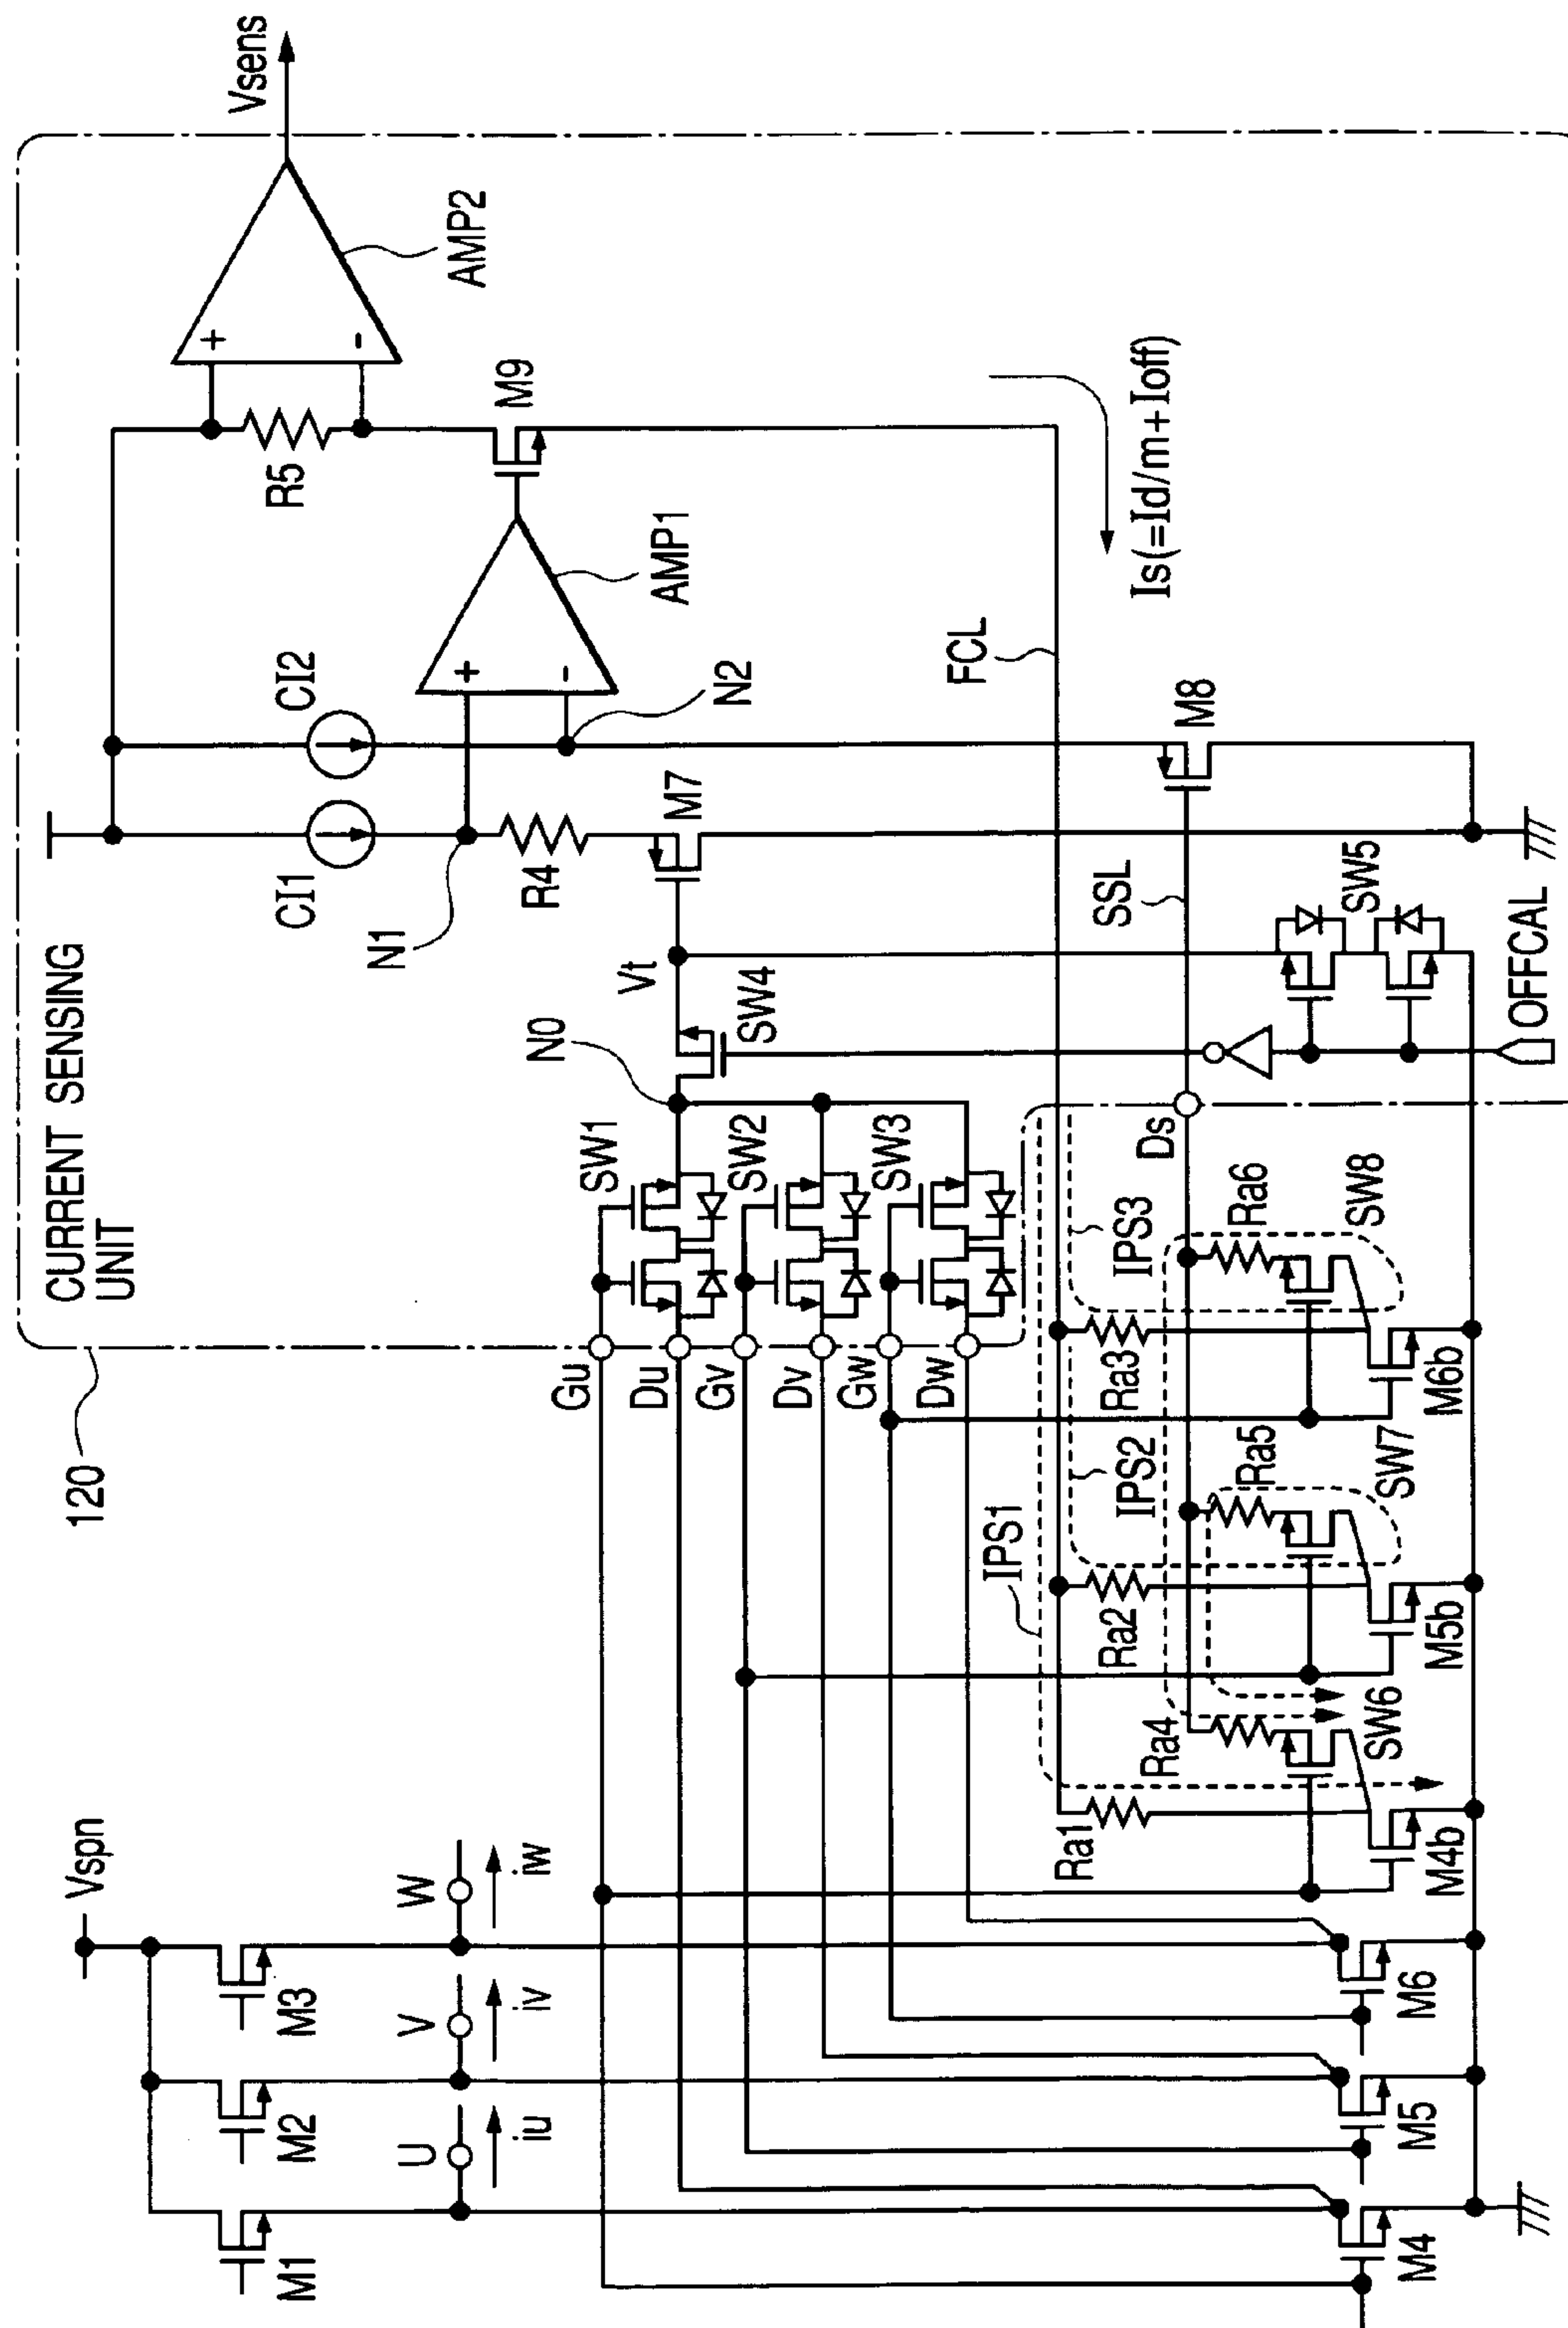 Vspn
M1
M2
M3
U
V
W
iu
iv
iw
M4
M5
M6
120
CURRENT SENSING
UNIT
Gu
Du
Gv
Dv
Gw
Dw
SW1
SW2
SW3
N0
Vt
SW4
N1
CI1
CI2
R4
M7
N2
AMP1
R5
M9
AMP2
Vsens
FCL
Is(=Id/m+Ioff)
SSL
M8
SW5
OFFCAL
Ds
IPS1
IPS2
IPS3
Ra1
Ra2
Ra3
Ra4
Ra5
Ra6
SW6
SW7
SW8
M4b
M5b
M6b
+
-
+
-